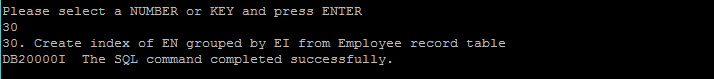 Please select a NUMBER or KEY and press ENTER
30
30. Create index of EN grouped by EI from Employee record table
DB20000I  The SQL command completed successfully.